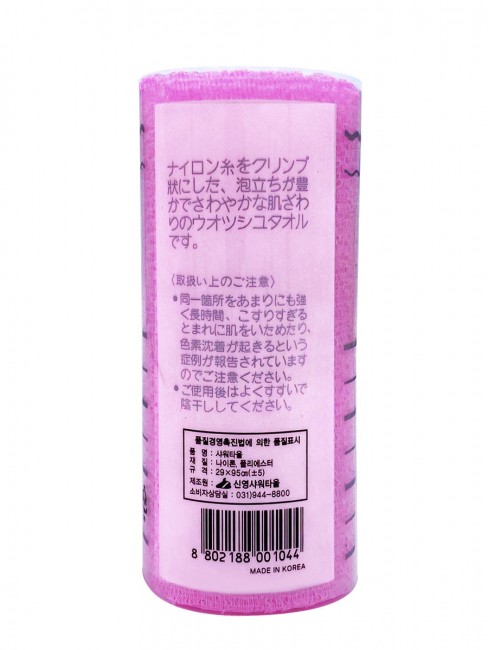 ナイロン糸をクリンプ
狀にした、泡立ちが豊
かでさわやかな肌ざわ
りのウオツシユタオル
です。
〈取扱い上のご注意〉
●同一箇所をあまりにも強
く長時間、こすりすぎる
とまれに肌をいためたり、
色素沈着が起きるという
症例が報告されています
のでご注意ください。
●ご使用後はよくすすいで
陰干ししてください。
품질경영촉진법에 의한 품질표시
품 명 : 샤워타올
재 질 : 나이론, 폴리에스터
규 격 : 29×95㎝(±5)
제조원 : 신영샤워타올
소비자상담실 : 031)944-8800
8 802188 001044
MADE IN KOREA